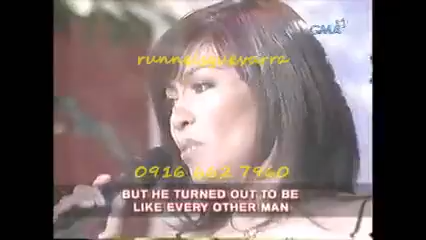 GMA
0916 662 7960
BUT HE TURNED OUT TO BE
LIKE EVERY OTHER MAN